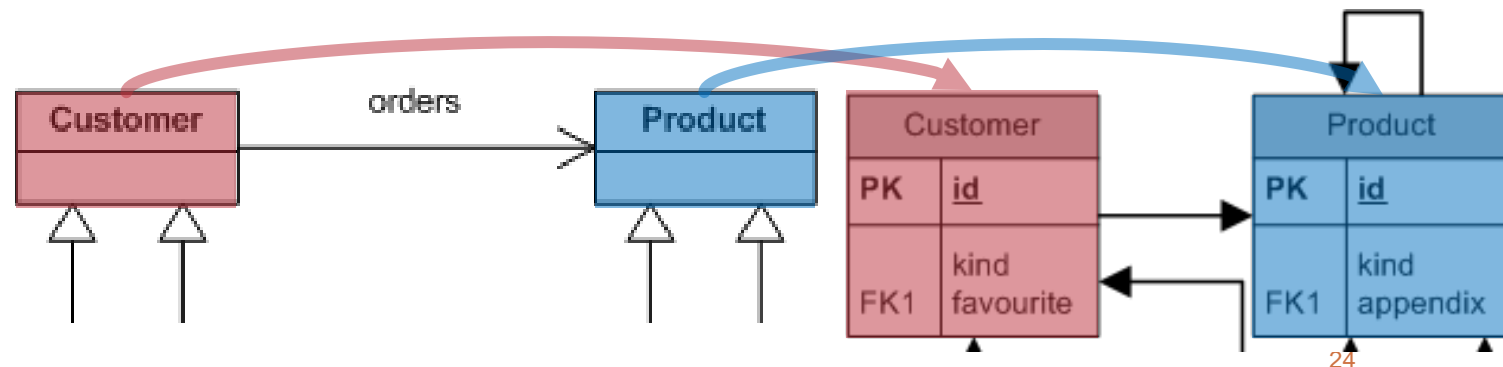 orders
Customer
Product
Customer
PK id
kind
FK1 favourite
Product
PK id
kind
FK1 appendix
24